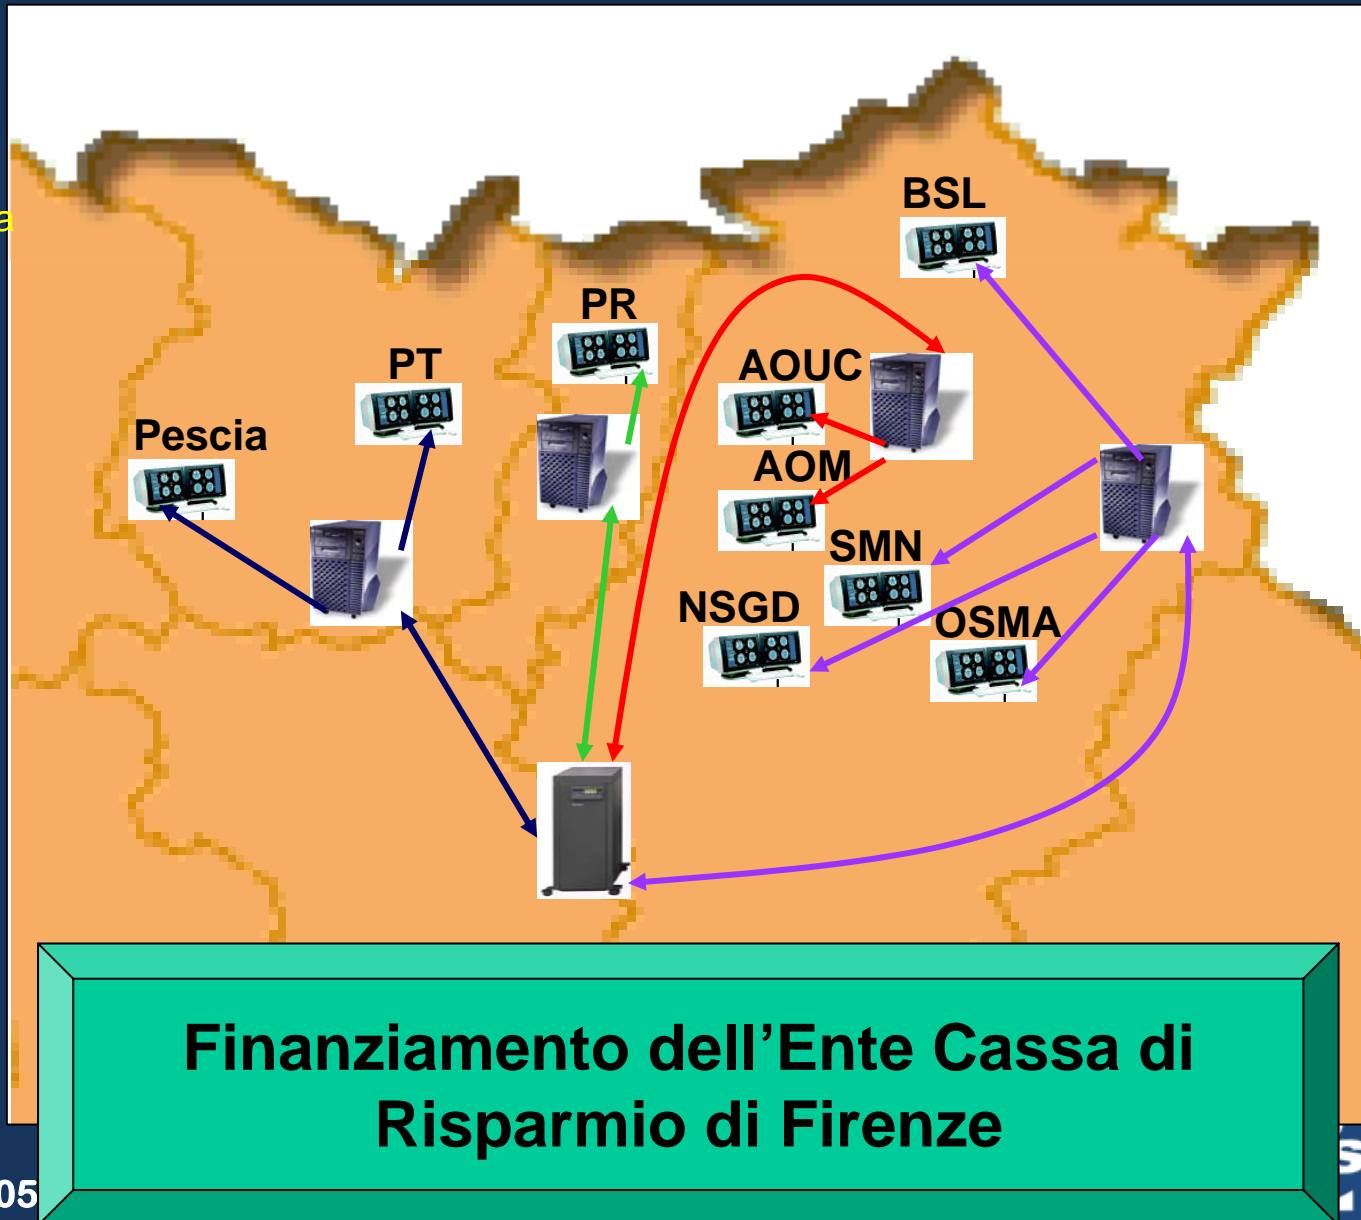 BSL
PR
PT
AOUC
Pescia
AOM
SMN
NSGD
OSMA
Finanziamento dell’Ente Cassa di
Risparmio di Firenze
05